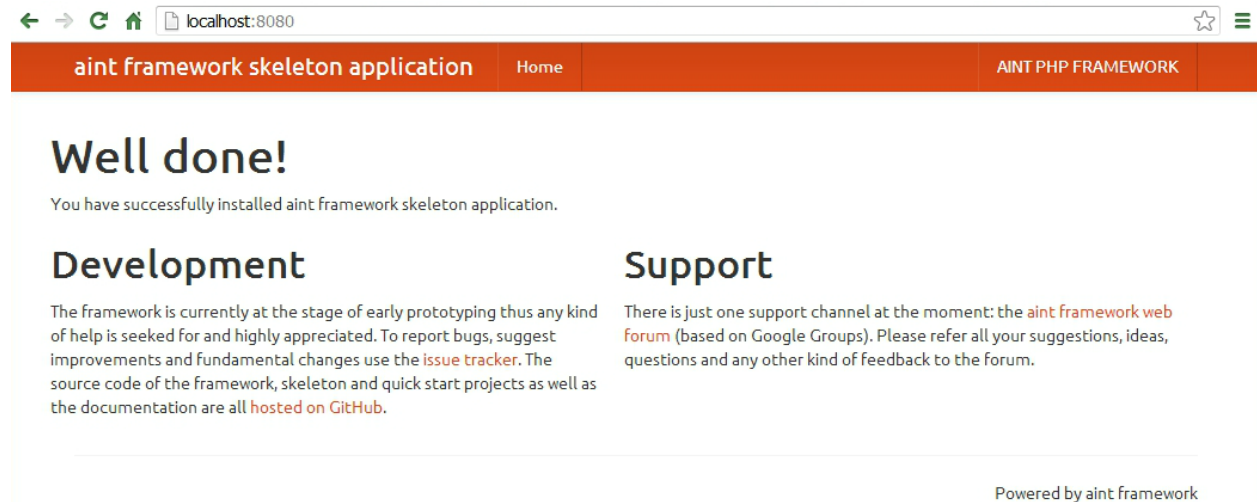 localhost:8080
aint framework skeleton application Home AINT PHP FRAMEWORK
Well done!
You have successfully installed aint framework skeleton application.
Development
The framework is currently at the stage of early prototyping thus any kind
of help is seeked for and highly appreciated. To report bugs, suggest
improvements and fundamental changes use the issue tracker. The
source code of the framework, skeleton and quick start projects as well as
the documentation are all hosted on GitHub.
Support
There is just one support channel at the moment: the aint framework web
forum (based on Google Groups). Please refer all your suggestions, ideas,
questions and any other kind of feedback to the forum.
Powered by aint framework